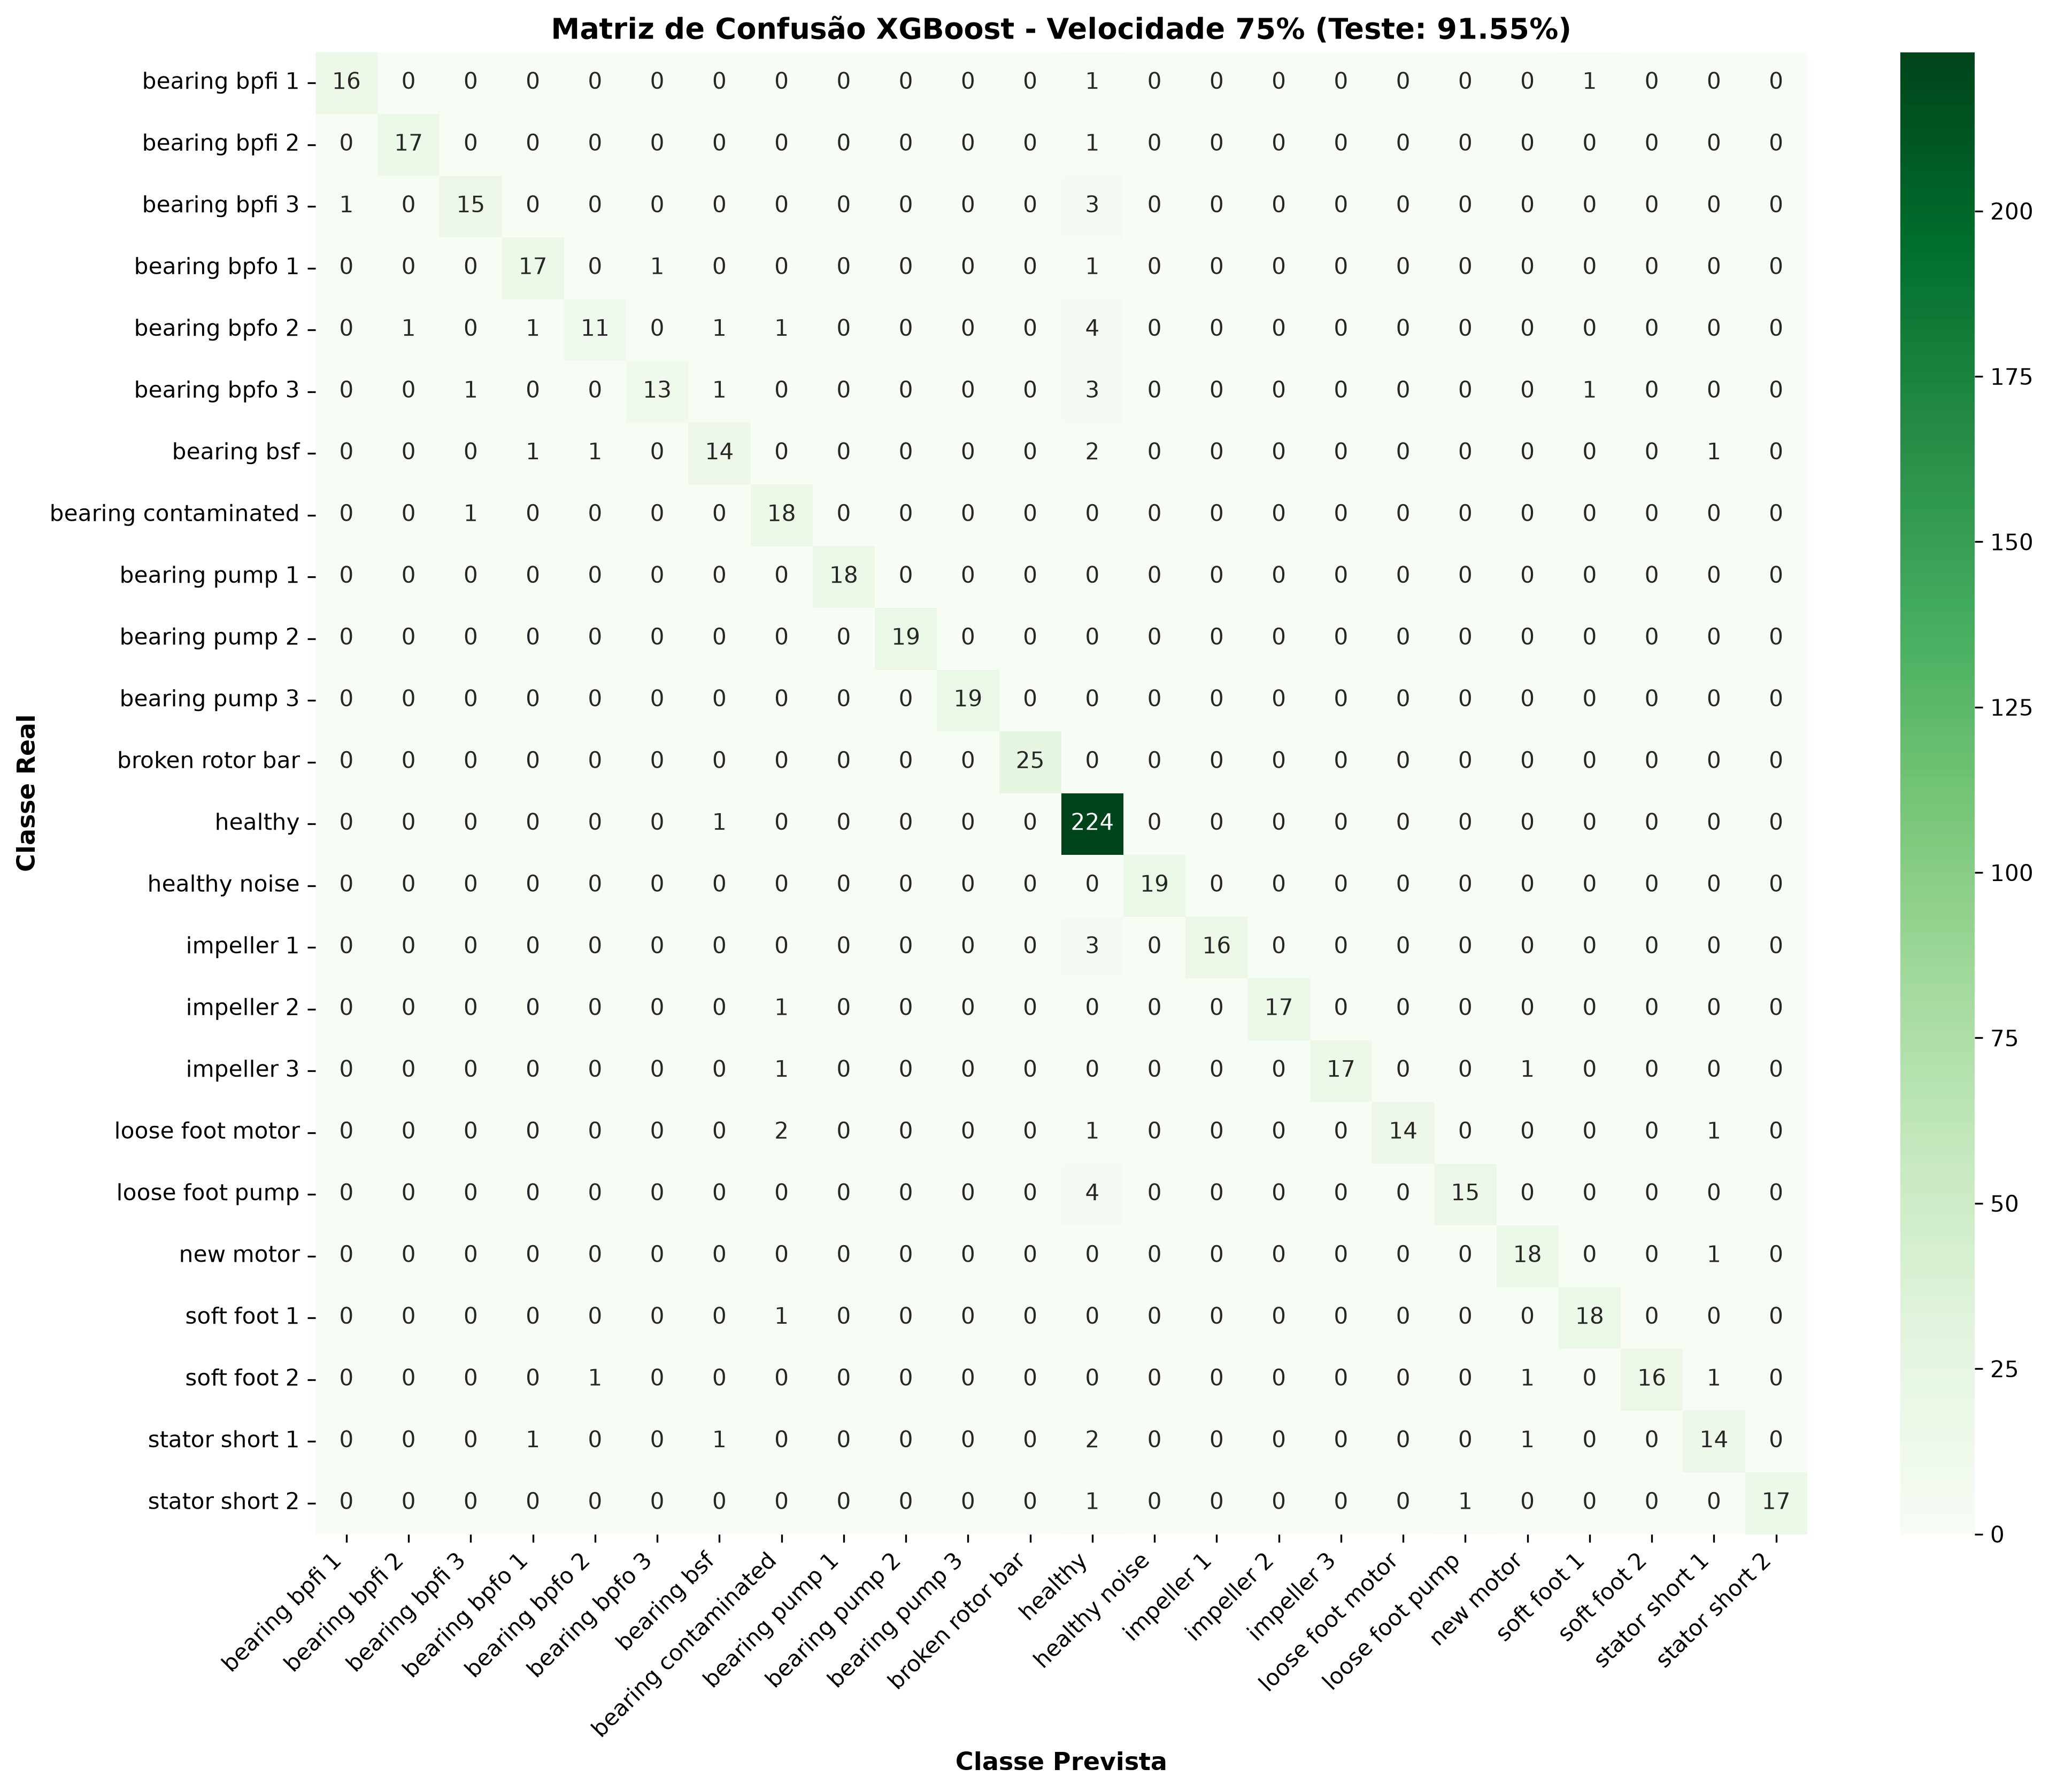 Matriz de Confusão XGBoost - Velocidade 75% (Teste: 91.55%)
bearing bpfi 1 16 0 0 0 0 0 0 0 0 0 0 0 1 0 0 0 0 0 0 0 1 0 0 0
bearing bpfi 2 0 17 0 0 0 0 0 0 0 0 0 0 1 0 0 0 0 0 0 0 0 0 0 0
bearing bpfi 3 1 0 15 0 0 0 0 0 0 0 0 0 3 0 0 0 0 0 0 0 0 0 0 0
bearing bpfo 1 0 0 0 17 0 1 0 0 0 0 0 0 1 0 0 0 0 0 0 0 0 0 0 0
bearing bpfo 2 0 1 0 1 11 0 1 1 0 0 0 0 4 0 0 0 0 0 0 0 0 0 0 0
bearing bpfo 3 0 0 1 0 0 13 1 0 0 0 0 0 3 0 0 0 0 0 0 0 1 0 0 0
bearing bsf 0 0 0 1 1 0 14 0 0 0 0 0 2 0 0 0 0 0 0 0 0 0 1 0
bearing contaminated 0 0 1 0 0 0 0 18 0 0 0 0 0 0 0 0 0 0 0 0 0 0 0 0
bearing pump 1 0 0 0 0 0 0 0 0 18 0 0 0 0 0 0 0 0 0 0 0 0 0 0 0
bearing pump 2 0 0 0 0 0 0 0 0 0 19 0 0 0 0 0 0 0 0 0 0 0 0 0 0
bearing pump 3 0 0 0 0 0 0 0 0 0 0 19 0 0 0 0 0 0 0 0 0 0 0 0 0
broken rotor bar 0 0 0 0 0 0 0 0 0 0 0 25 0 0 0 0 0 0 0 0 0 0 0 0
healthy 0 0 0 0 0 0 1 0 0 0 0 0 224 0 0 0 0 0 0 0 0 0 0 0
healthy noise 0 0 0 0 0 0 0 0 0 0 0 0 0 19 0 0 0 0 0 0 0 0 0 0
impeller 1 0 0 0 0 0 0 0 0 0 0 0 0 3 0 16 0 0 0 0 0 0 0 0 0
impeller 2 0 0 0 0 0 0 0 1 0 0 0 0 0 0 0 17 0 0 0 0 0 0 0 0
impeller 3 0 0 0 0 0 0 0 1 0 0 0 0 0 0 0 0 17 0 0 1 0 0 0 0
loose foot motor 0 0 0 0 0 0 0 2 0 0 0 0 1 0 0 0 0 14 0 0 0 0 1 0
loose foot pump 0 0 0 0 0 0 0 0 0 0 0 0 4 0 0 0 0 0 15 0 0 0 0 0
new motor 0 0 0 0 0 0 0 0 0 0 0 0 0 0 0 0 0 0 0 18 0 0 1 0
soft foot 1 0 0 0 0 0 0 0 1 0 0 0 0 0 0 0 0 0 0 0 0 18 0 0 0
soft foot 2 0 0 0 0 1 0 0 0 0 0 0 0 0 0 0 0 0 0 0 1 0 16 1 0
stator short 1 0 0 0 1 0 0 1 0 0 0 0 0 2 0 0 0 0 0 0 1 0 0 14 0
stator short 2 0 0 0 0 0 0 0 0 0 0 0 0 1 0 0 0 0 0 1 0 0 0 0 17
Classe Real
bearing bpfi 1
bearing bpfi 2
bearing bpfi 3
bearing bpfo 1
bearing bpfo 2
bearing bpfo 3
bearing bsf
bearing contaminated
bearing pump 1
bearing pump 2
bearing pump 3
broken rotor bar
healthy
healthy noise
impeller 1
impeller 2
impeller 3
loose foot motor
loose foot pump
new motor
soft foot 1
soft foot 2
stator short 1
stator short 2
Classe Prevista
200
175
150
125
100
75
50
25
0